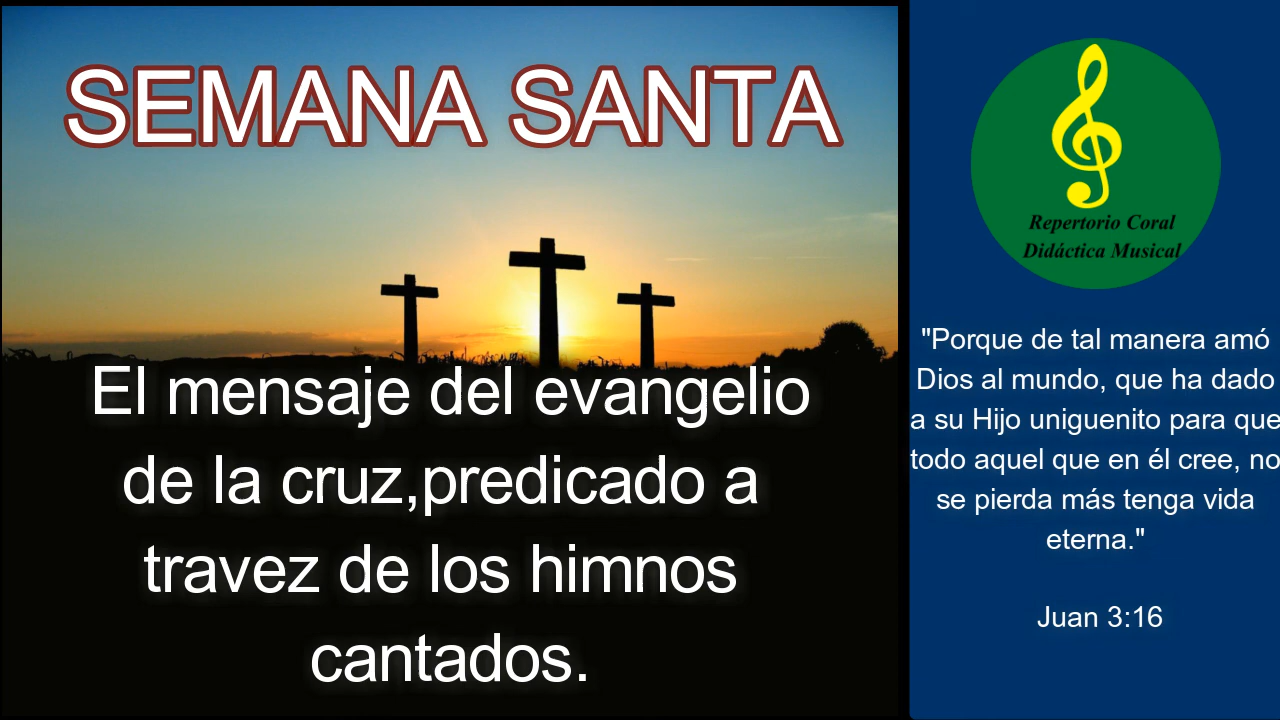 SEMANA SANTA
El mensaje del evangelio
de la cruz,predicado a
travez de los himnos
cantados.
Repertorio Coral
Didáctica Musical
"Porque de tal manera amó
Dios al mundo, que ha dado
a su Hijo uniguenito para que
todo aquel que en él cree, no
se pierda más tenga vida
eterna."
Juan 3:16